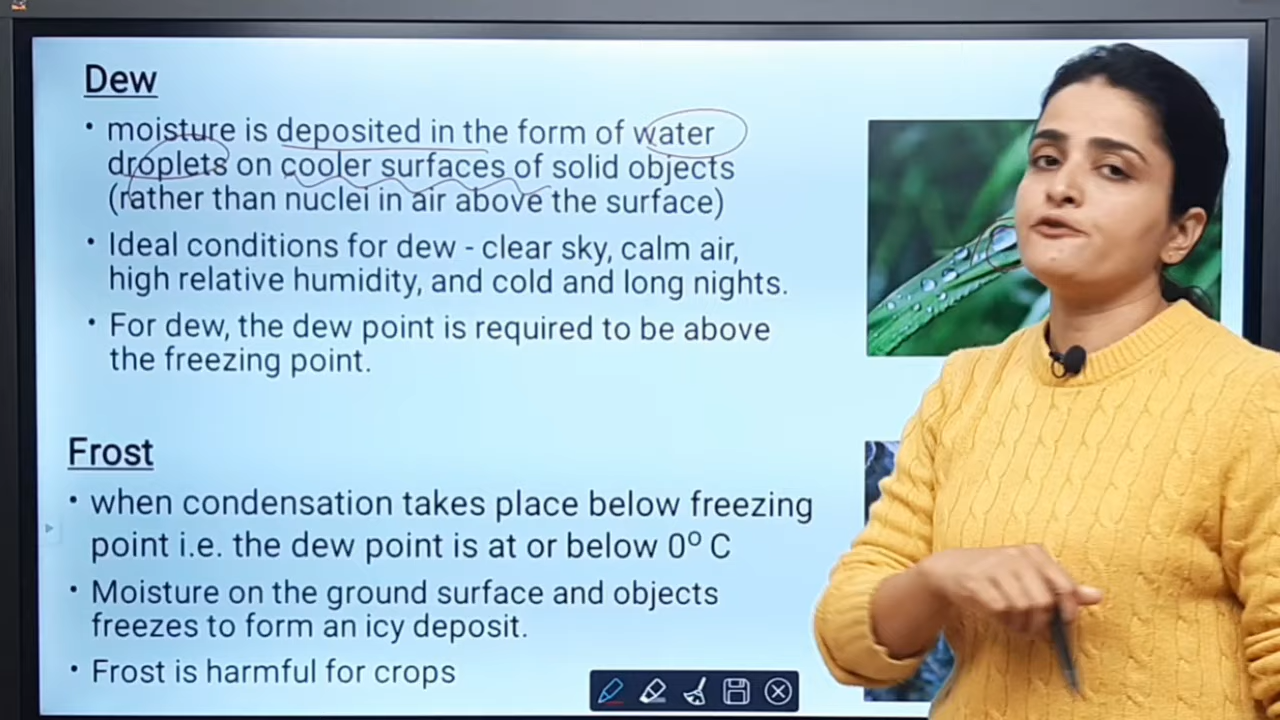 Dew
• moisture is deposited in the form of water
droplets on cooler surfaces of solid objects
(rather than nuclei in air above the surface)
• Ideal conditions for dew - clear sky, calm air,
high relative humidity, and cold and long nights.
• For dew, the dew point is required to be above
the freezing point.
Frost
• when condensation takes place below freezing
point i.e. the dew point is at or below 0⁰ C
• Moisture on the ground surface and objects
freezes to form an icy deposit.
• Frost is harmful for crops